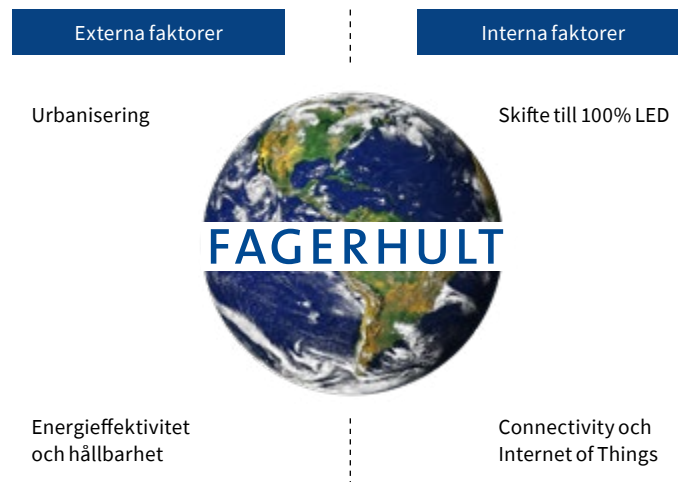 Externa faktorer
Interna faktorer
Urbanisering
Skifte till 100% LED
FAGERHULT
Energieffektivitet
och hållbarhet
Connectivity och
Internet of Things